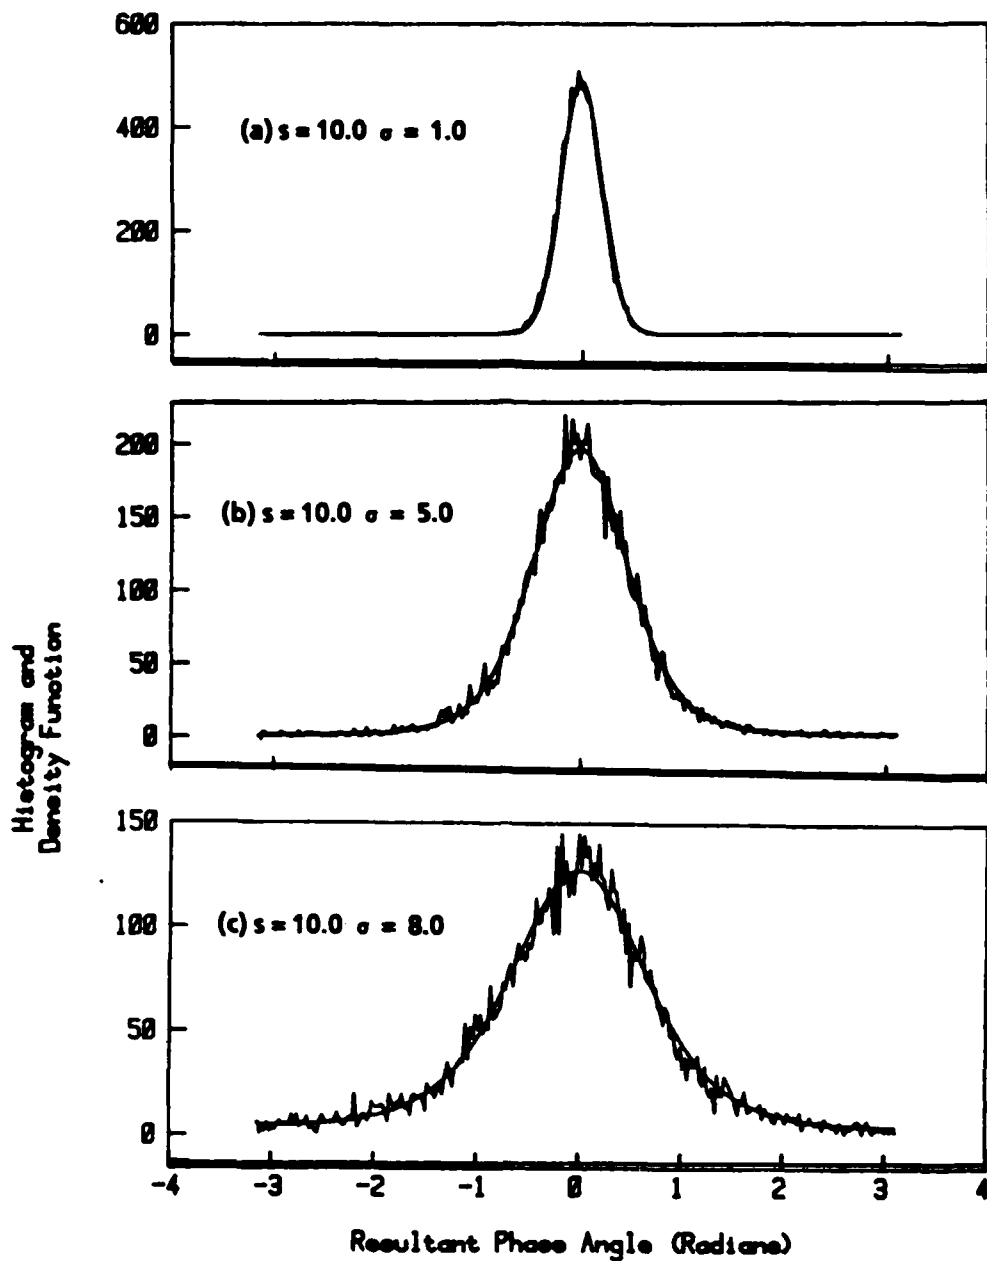 600
400
200
0
(a) s = 10.0 σ = 1.0
200
150
100
50
0
(b) s = 10.0 σ = 5.0
Histogram and
Density Function
150
100
50
0
(c) s = 10.0 σ = 8.0
-4 -3 -2 -1 0 1 2 3 4
Resultant Phase Angle (Radians)